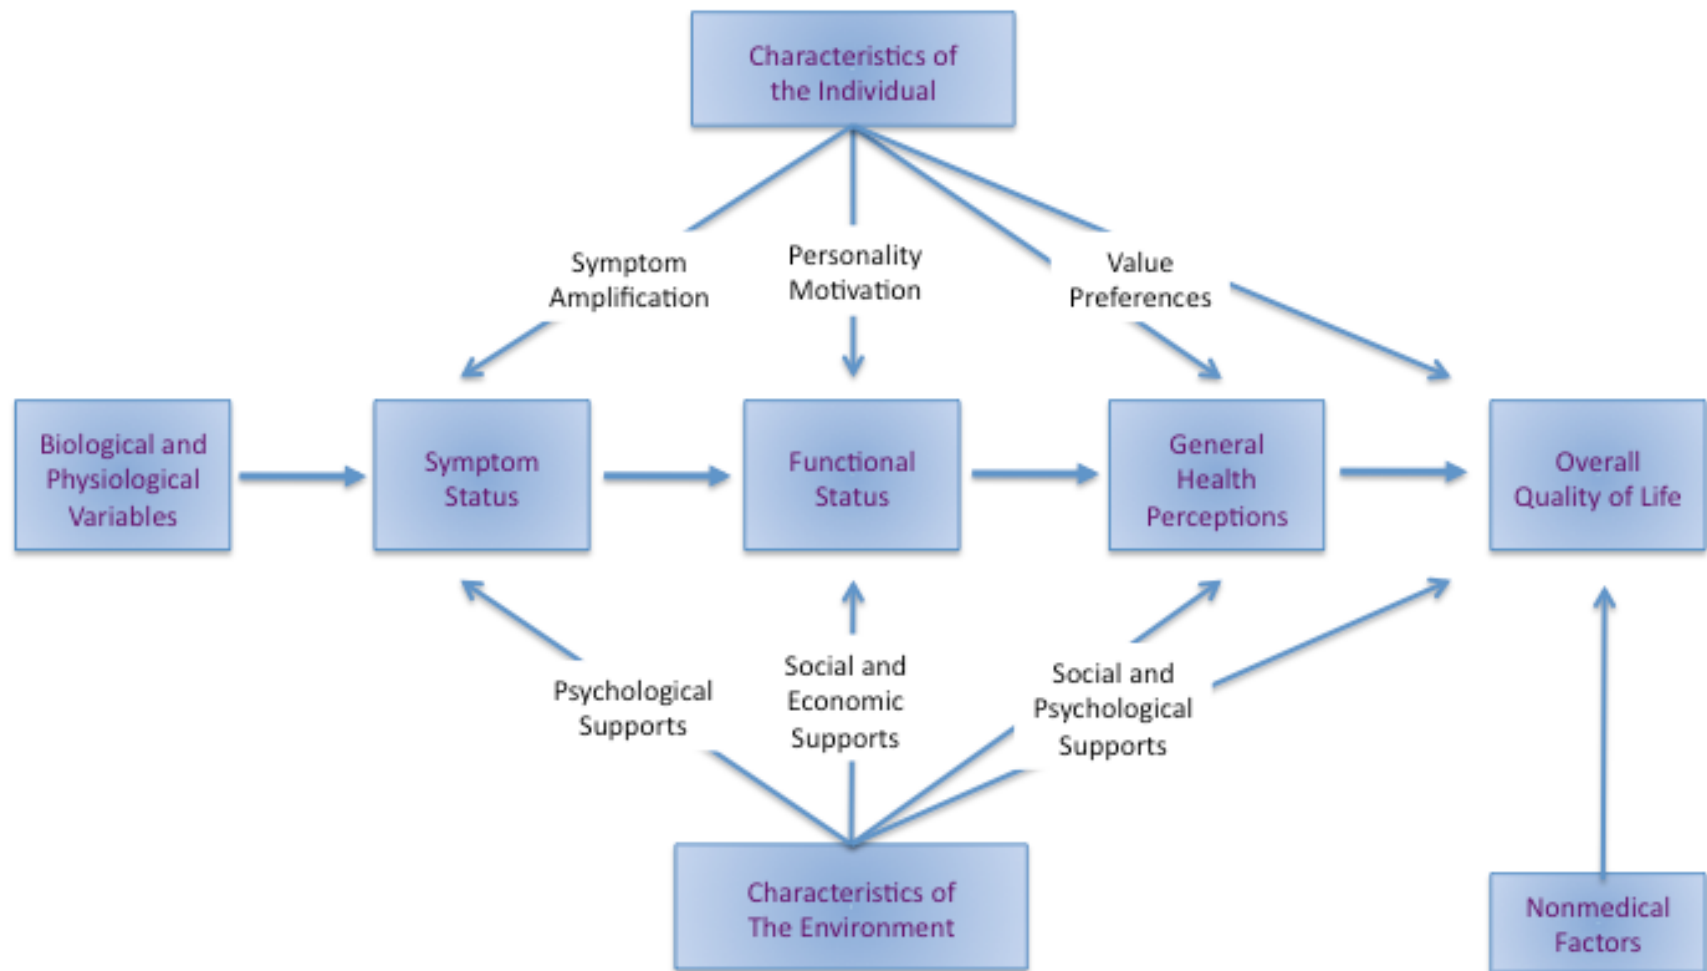 Characteristics of
the Individual
Symptom
Amplification
Personality
Motivation
Value
Preferences
Biological and
Physiological
Variables
Symptom
Status
Functional
Status
General
Health
Perceptions
Overall
Quality of Life
Psychological
Supports
Social and
Economic
Supports
Social and
Psychological
Supports
Characteristics of
The Environment
Nonmedical
Factors